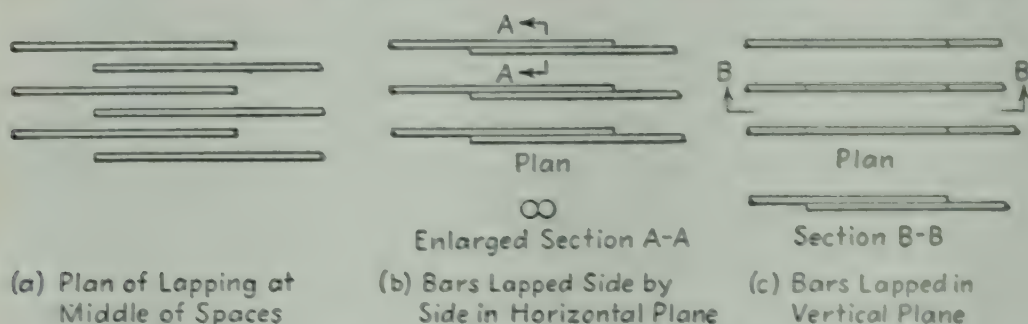 A
A
Plan
Enlarged Section A-A
B
B
Plan
Section B-B
(a) Plan of Lapping at
Middle of Spaces
(b) Bars Lapped Side by
Side in Horizontal Plane
(c) Bars Lapped in
Vertical Plane